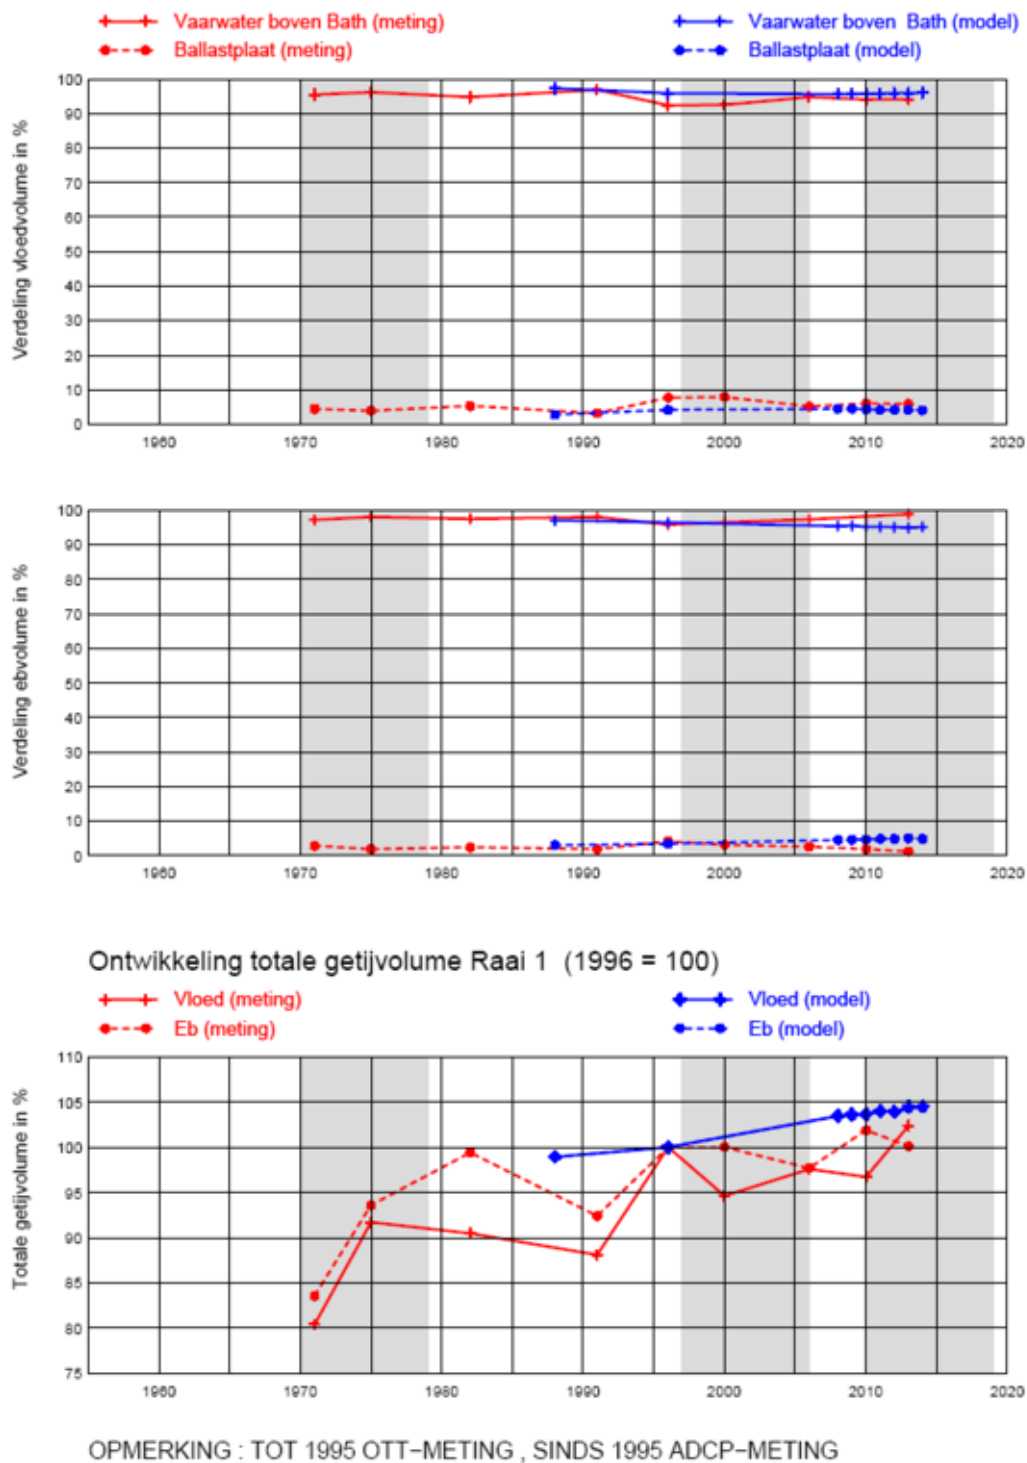 Vaarwater boven Bath (meting)
Vaarwater boven Bath (model)
Ballastplaat (meting)
Ballastplaat (model)
Verdeling vloedvolume in %
100
90
80
70
60
50
40
30
20
10
0
1960 1970 1980 1990 2000 2010 2020
Verdeling ebvolume in %
100
90
80
70
60
50
40
30
20
10
0
1960 1970 1980 1990 2000 2010 2020
Ontwikkeling totale getijvolume Raai 1 (1996 = 100)
Vloed (meting)
Vloed (model)
Eb (meting)
Eb (model)
Totale getijvolume in %
110
105
100
95
90
85
80
75
1960 1970 1980 1990 2000 2010 2020
OPMERKING : TOT 1995 OTT-METING , SINDS 1995 ADCP-METING